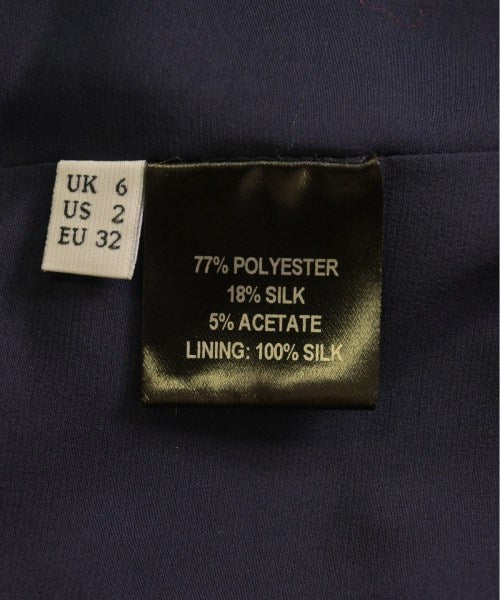 UK 6
US 2
EU 32
77% POLYESTER
18% SILK
5% ACETATE
LINING: 100% SILK